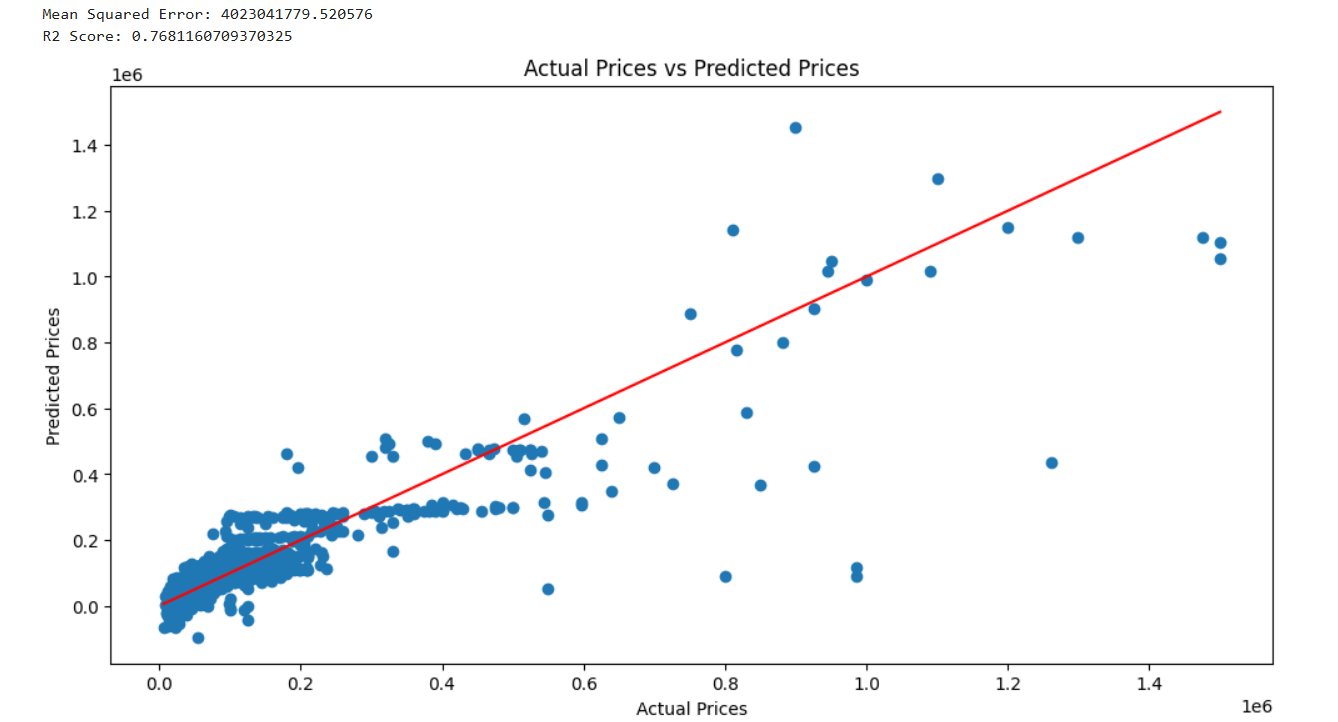 Mean Squared Error: 4023041779.520576
R2 Score: 0.7681160709370325
Actual Prices vs Predicted Prices
1e6
1.4
1.2
1.0
0.8
0.6
0.4
0.2
0.0
Predicted Prices
0.0 0.2 0.4 0.6 0.8 1.0 1.2 1.4
1e6
Actual Prices